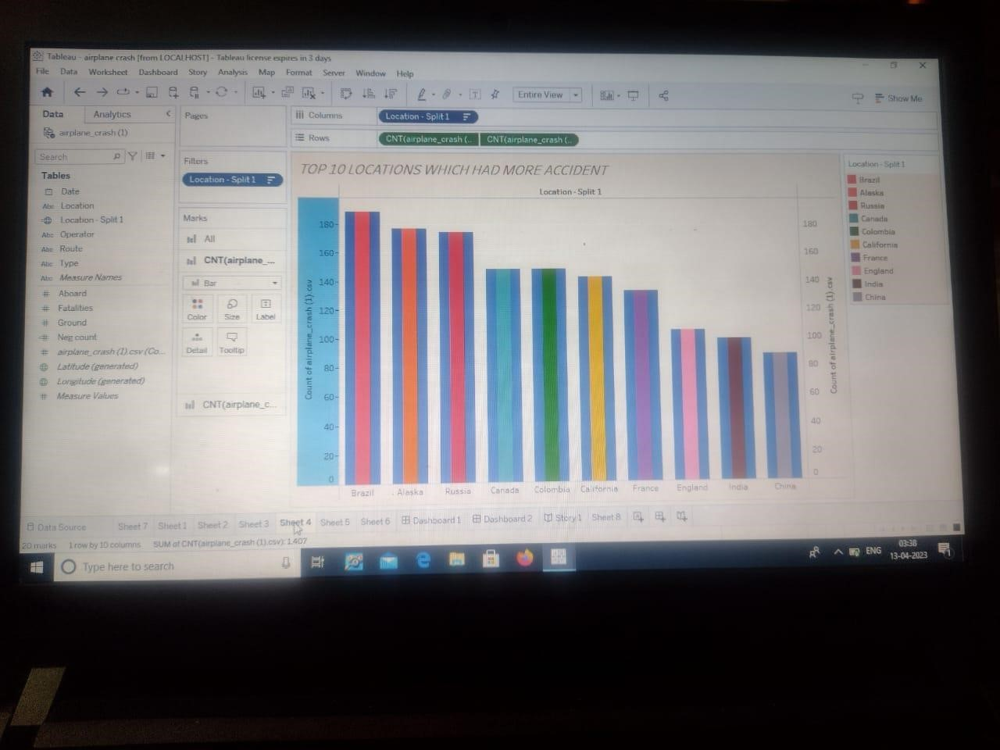 Tableau - airplane crash [from LOCALHOST] - Tableau license expires in 3 days
File Data Worksheet Dashboard Story Analysis Map Format Server Window Help
Entire View
Show Me
Data Analytics
airplane_crash (1)
Search
Tables
Date
Abc Location
Location - Split 1
Abc Operator
Abc Route
Abc Type
Abc Measure Names
# Aboard
# Fatalities
# Ground
# Neg count
# airplane_crash (1).csv (Co...
Latitude (generated)
Longitude (generated)
# Measure Values
Pages
Filters
Location - Split 1
Marks
All
CNT(airplane_...
Bar
Color Size Label
Detail Tooltip
CNT(airplane_c...
Columns Location - Split 1
Rows CNT(airplane_crash (.. CNT(airplane_crash (..
TOP 10 LOCATIONS WHICH HAD MORE ACCIDENT
Location - Split 1
Count of airplane_crash (1).csv
180
160
140
120
100
80
60
40
20
0
Brazil Alaska Russia Canada Colombia California France England India China
180
160
140
120
100
80
60
40
20
0
Count of airplane_crash (1).csv
Location - Split 1
Brazil
Alaska
Russia
Canada
Colombia
California
France
England
India
China
Data Source Sheet 7 Sheet 1 Sheet 2 Sheet 3 Sheet 4 Sheet 5 Sheet 6 Dashboard 1 Dashboard 2 Story 1 Sheet 8
20 marks 1 row by 10 columns SUM of CNT(airplane_crash (1).csv): 1,407
Type here to search
ENG
03:38
13-04-2023
1